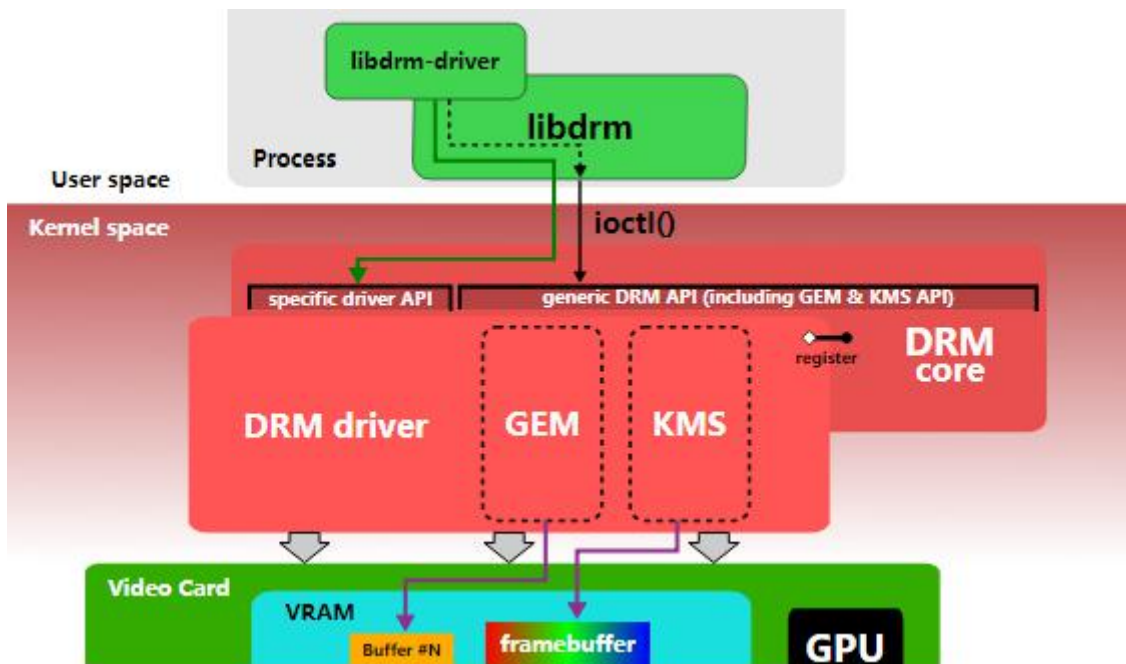 libdrm-driver
libdrm
Process
User space
Kernel space
ioctl()
specific driver API
generic DRM API (including GEM & KMS API)
register
DRM
core
DRM driver
GEM
KMS
Video Card
VRAM
Buffer #N
framebuffer
GPU